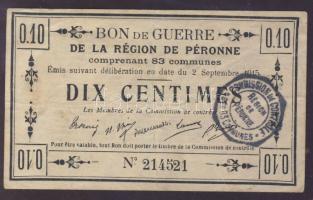 0.10 BON DE GUERRE 0.10
DE LA RÉGION DE PÉRONNE
comprenant 83 communes
Émis suivant délibération en date du 2 Septembre 1915
DIX CENTIMES
Les Membres de la Commission de contrôle
Pour être valable, tout Bon doit porter le timbre de la Commission de contrôle
0.10 N° 214521 0.10